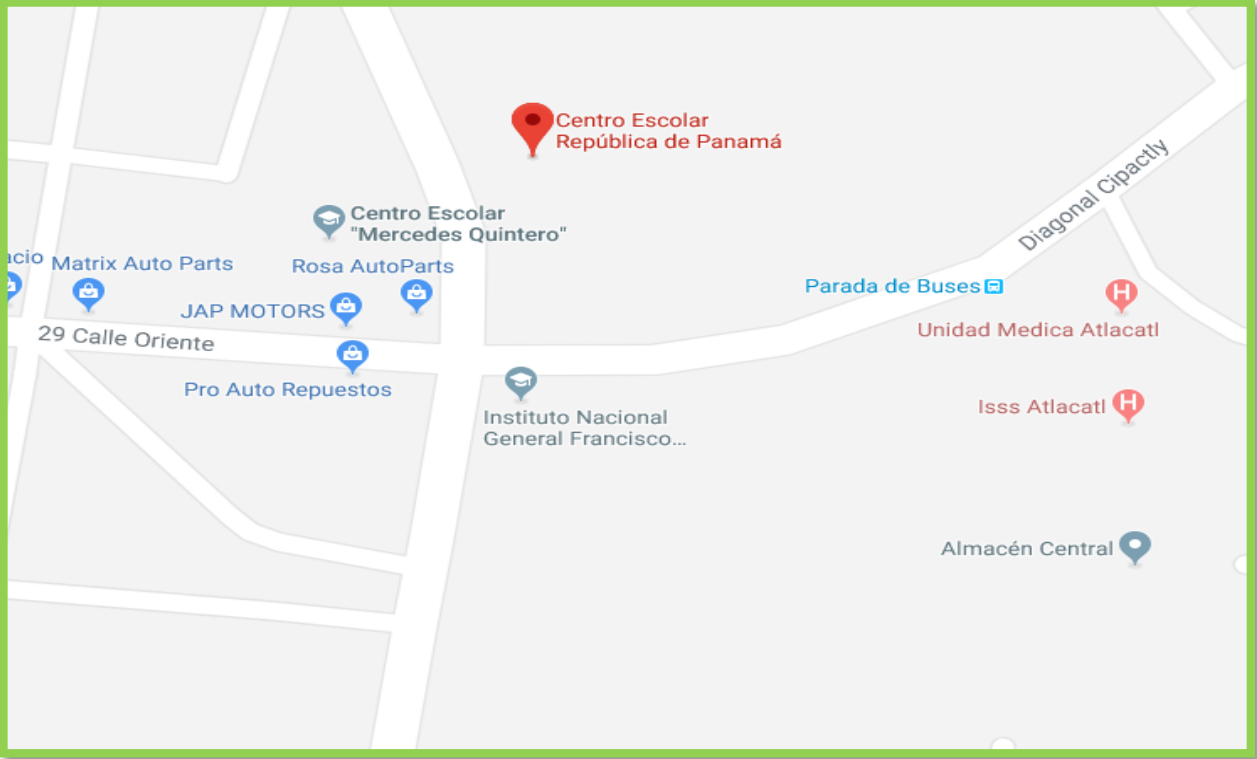 Centro Escolar
República de Panamá
Diagonal Cipactly
Centro Escolar
"Mercedes Quintero"
acio
Matrix Auto Parts
Rosa AutoParts
Parada de Buses
JAP MOTORS
Unidad Medica Atlacatl
29 Calle Oriente
Pro Auto Repuestos
Isss Atlacatl
Instituto Nacional
General Francisco...
Almacén Central